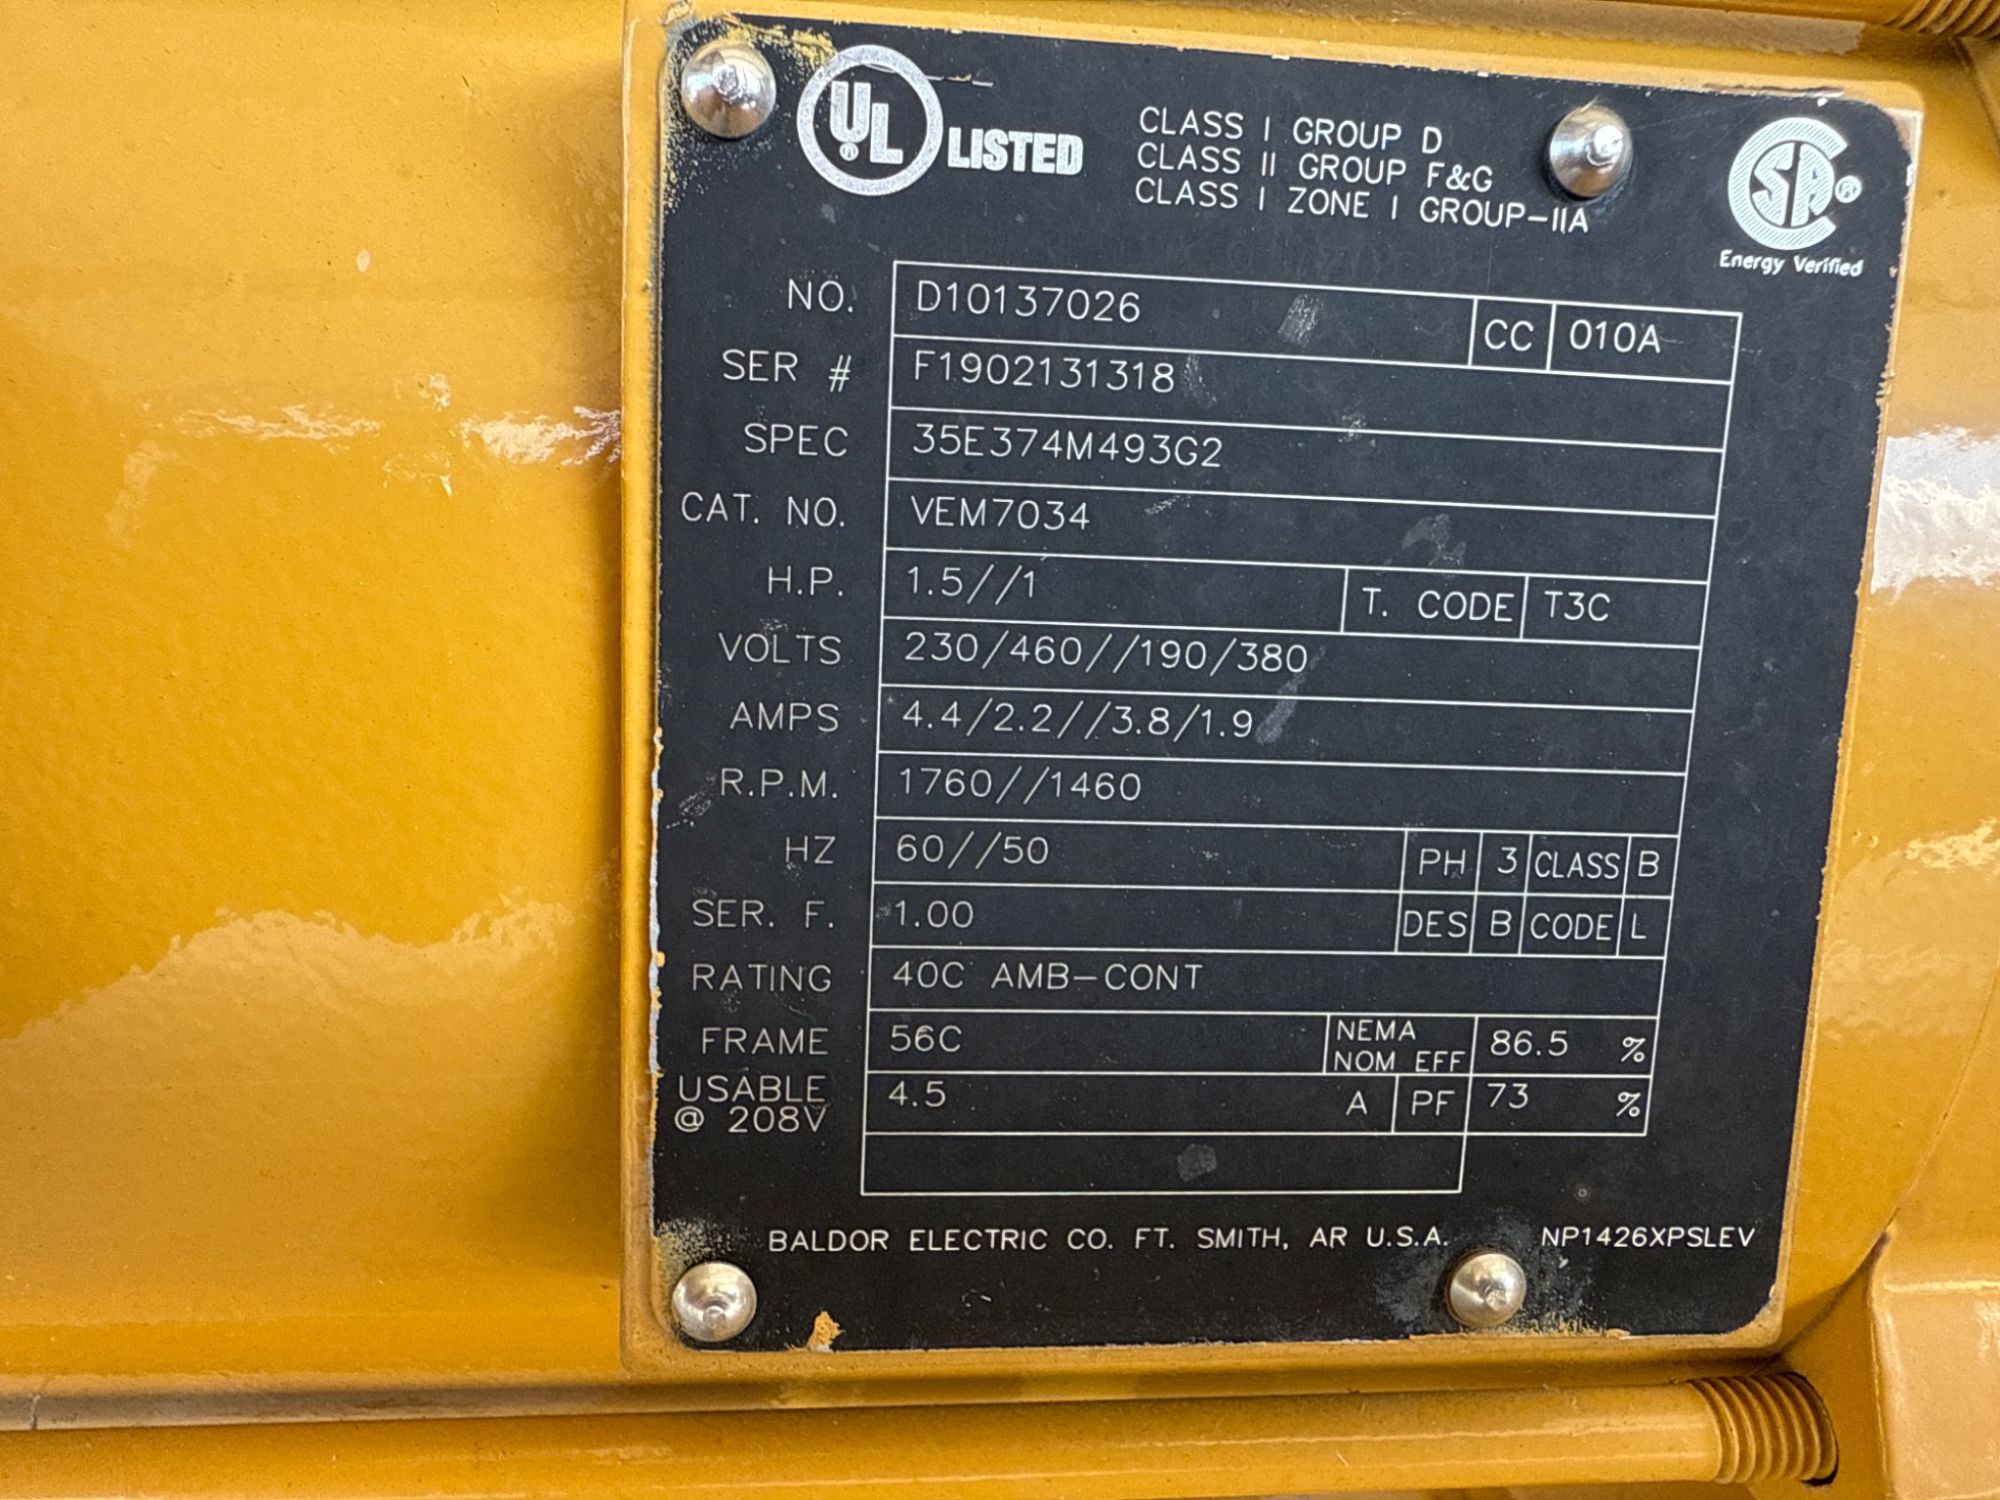 UL® LISTED
CLASS I GROUP D
CLASS II GROUP F&G
CLASS I ZONE I GROUP-IIA
SA®
Energy Verified
NO. D10137026 CC 010A
SER # F1902131318
SPEC 35E374M493G2
CAT. NO. VEM7034
H.P. 1.5//1 T. CODE T3C
VOLTS 230/460//190/380
AMPS 4.4/2.2//3.8/1.9
R.P.M. 1760//1460
HZ 60//50 PH 3 CLASS B
SER. F. 1.00 DES B CODE L
RATING 40C AMB-CONT
FRAME 56C NEMA NOM EFF 86.5 %
USABLE @ 208V 4.5 A PF 73 %
BALDOR ELECTRIC CO. FT. SMITH, AR U.S.A. NP1426XPSLEV